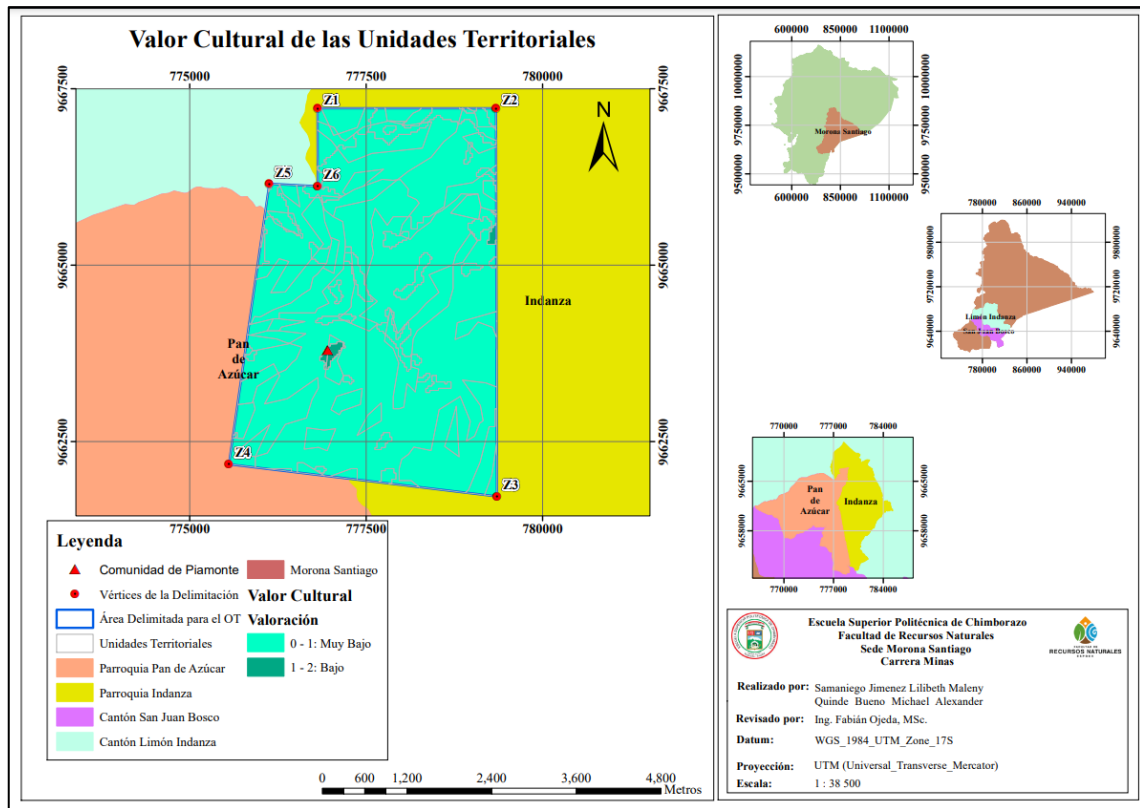 Valor Cultural de las Unidades Territoriales
775000
777500
780000
9667500
9667500
Z1
Z2
N
Z5
Z6
9665000
9665000
Indanza
Pan
de
Azúcar
9662500
9662500
Z4
Z3
775000
777500
780000
Leyenda
Comunidad de Piamonte
Vértices de la Delimitación
Área Delimitada para el OT
Unidades Territoriales
Parroquia Pan de Azúcar
Parroquia Indanza
Cantón San Juan Bosco
Cantón Limón Indanza
Morona Santiago
Valor Cultural
Valoración
0 - 1: Muy Bajo
1 - 2: Bajo
0 600 1,200 2,400 3,600 4,800
Metros
600000 850000 1100000
10000000
10000000
9750000
9750000
Morona Santiago
9500000
9500000
600000 850000 1100000
780000 860000 940000
9800000
9800000
9720000
9720000
Limón Indanza
San Juan Bosco
9640000
9640000
780000 860000 940000
770000 777000 784000
9665000
9665000
Pan
de
Azúcar
Indanza
9658000
9658000
770000 777000 784000
Escuela Superior Politécnica de Chimborazo
Facultad de Recursos Naturales
Sede Morona Santiago
Carrera Minas
FACULTAD DE
RECURSOS NATURALES
ESPOCH
Realizado por: Samaniego Jimenez Lilibeth Maleny
Quinde Bueno Michael Alexander
Revisado por: Ing. Fabián Ojeda, MSc.
Datum: WGS_1984_UTM_Zone_17S
Proyección: UTM (Universal_Transverse_Mercator)
Escala: 1 : 38 500